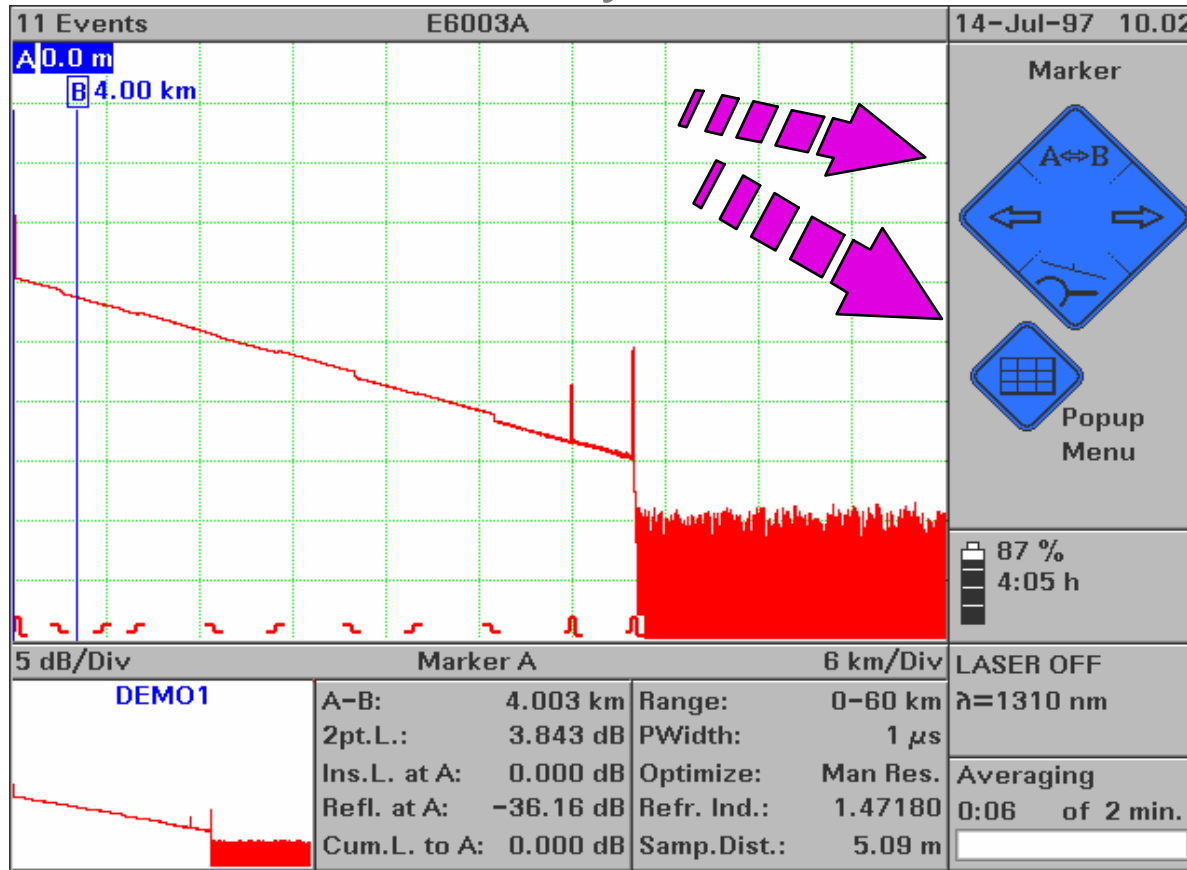 11 Events E6003A 14-Jul-97 10.02
A 0.0 m
B 4.00 km
Marker
A⇔B
Popup
Menu
87 %
4:05 h
5 dB/Div Marker A 6 km/Div
LASER OFF
λ=1310 nm
DEMO1
A-B: 4.003 km
2pt.L.: 3.843 dB
Ins.L. at A: 0.000 dB
Refl. at A: -36.16 dB
Cum.L. to A: 0.000 dB
Range: 0-60 km
PWidth: 1 µs
Optimize: Man Res.
Refr. Ind.: 1.47180
Samp.Dist.: 5.09 m
Averaging
0:06 of 2 min.